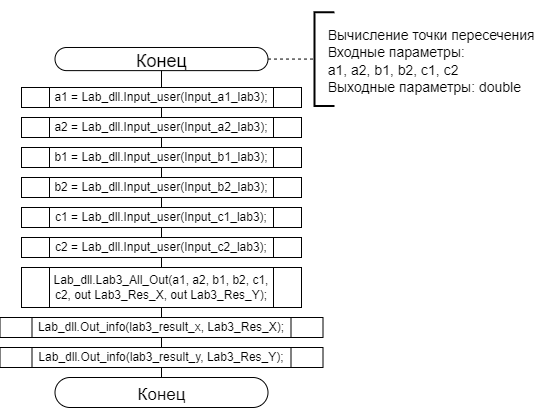 Вычисление точки пересечения
Входные параметры:
a1, a2, b1, b2, c1, c2
Выходные параметры: double
Конец
a1 = Lab_dll.Input_user(Input_a1_lab3);
a2 = Lab_dll.Input_user(Input_a2_lab3);
b1 = Lab_dll.Input_user(Input_b1_lab3);
b2 = Lab_dll.Input_user(Input_b2_lab3);
c1 = Lab_dll.Input_user(Input_c1_lab3);
c2 = Lab_dll.Input_user(Input_c2_lab3);
Lab_dll.Lab3_All_Out(a1, a2, b1, b2, c1,
c2, out Lab3_Res_X, out Lab3_Res_Y);
Lab_dll.Out_info(lab3_result_x, Lab3_Res_X);
Lab_dll.Out_info(lab3_result_y, Lab3_Res_Y);
Конец